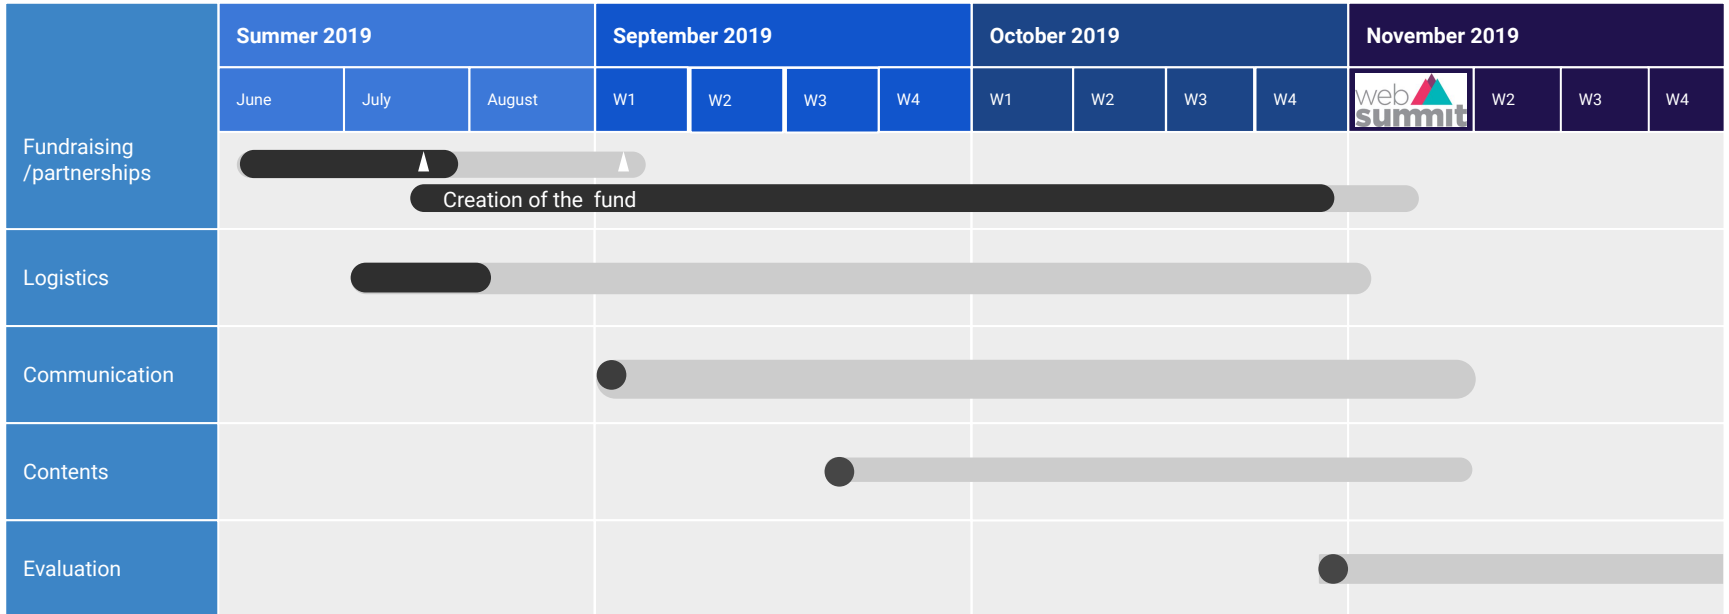 Summer 2019
September 2019
October 2019
November 2019
June
July
August
W1
W2
W3
W4
W1
W2
W3
W4
web
summit
W2
W3
W4
Fundraising
/partnerships
Creation of the fund
Logistics
Communication
Contents
Evaluation